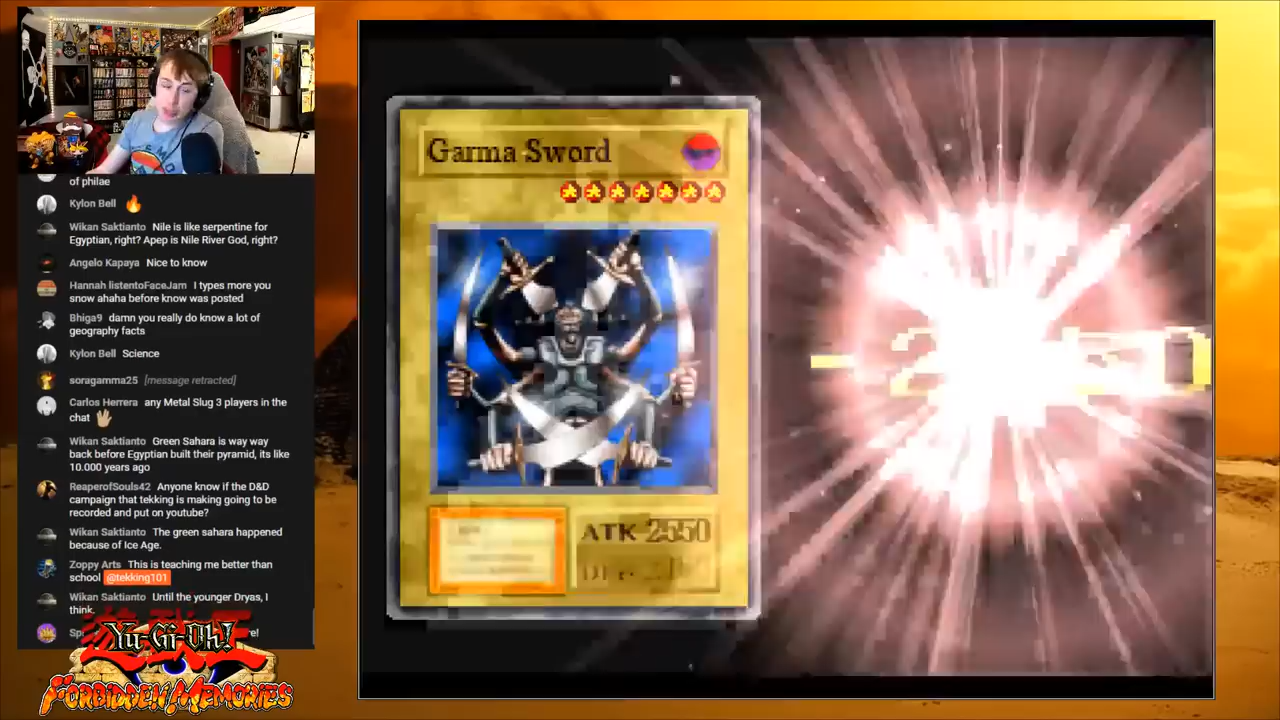 of philae
Kylon Bell
Wikan Saktianto Nile is like serpentine for
Egyptian, right? Apep is Nile River God, right?
Angelo Kapaya Nice to know
Hannah listentoFaceJam I types more you
snow ahaha before know was posted
Bhiga9 damn you really do know a lot of
geography facts
Kylon Bell Science
soragamma25 [message retracted]
Carlos Herrera any Metal Slug 3 players in the
chat
Wikan Saktianto Green Sahara is way way
back before Egyptian built their pyramid, its like
10.000 years ago
ReaperofSouls42 Anyone know if the D&D
campaign that tekking is making going to be
recorded and put on youtube?
Wikan Saktianto The green sahara happened
because of Ice Age.
Zoppy Arts This is teaching me better than
school @tekking101
Wikan Saktianto Until the younger Dryas, I
think.
Yu-Gi-Oh!
Forbidden Memories
Garma Sword
ATK 2550